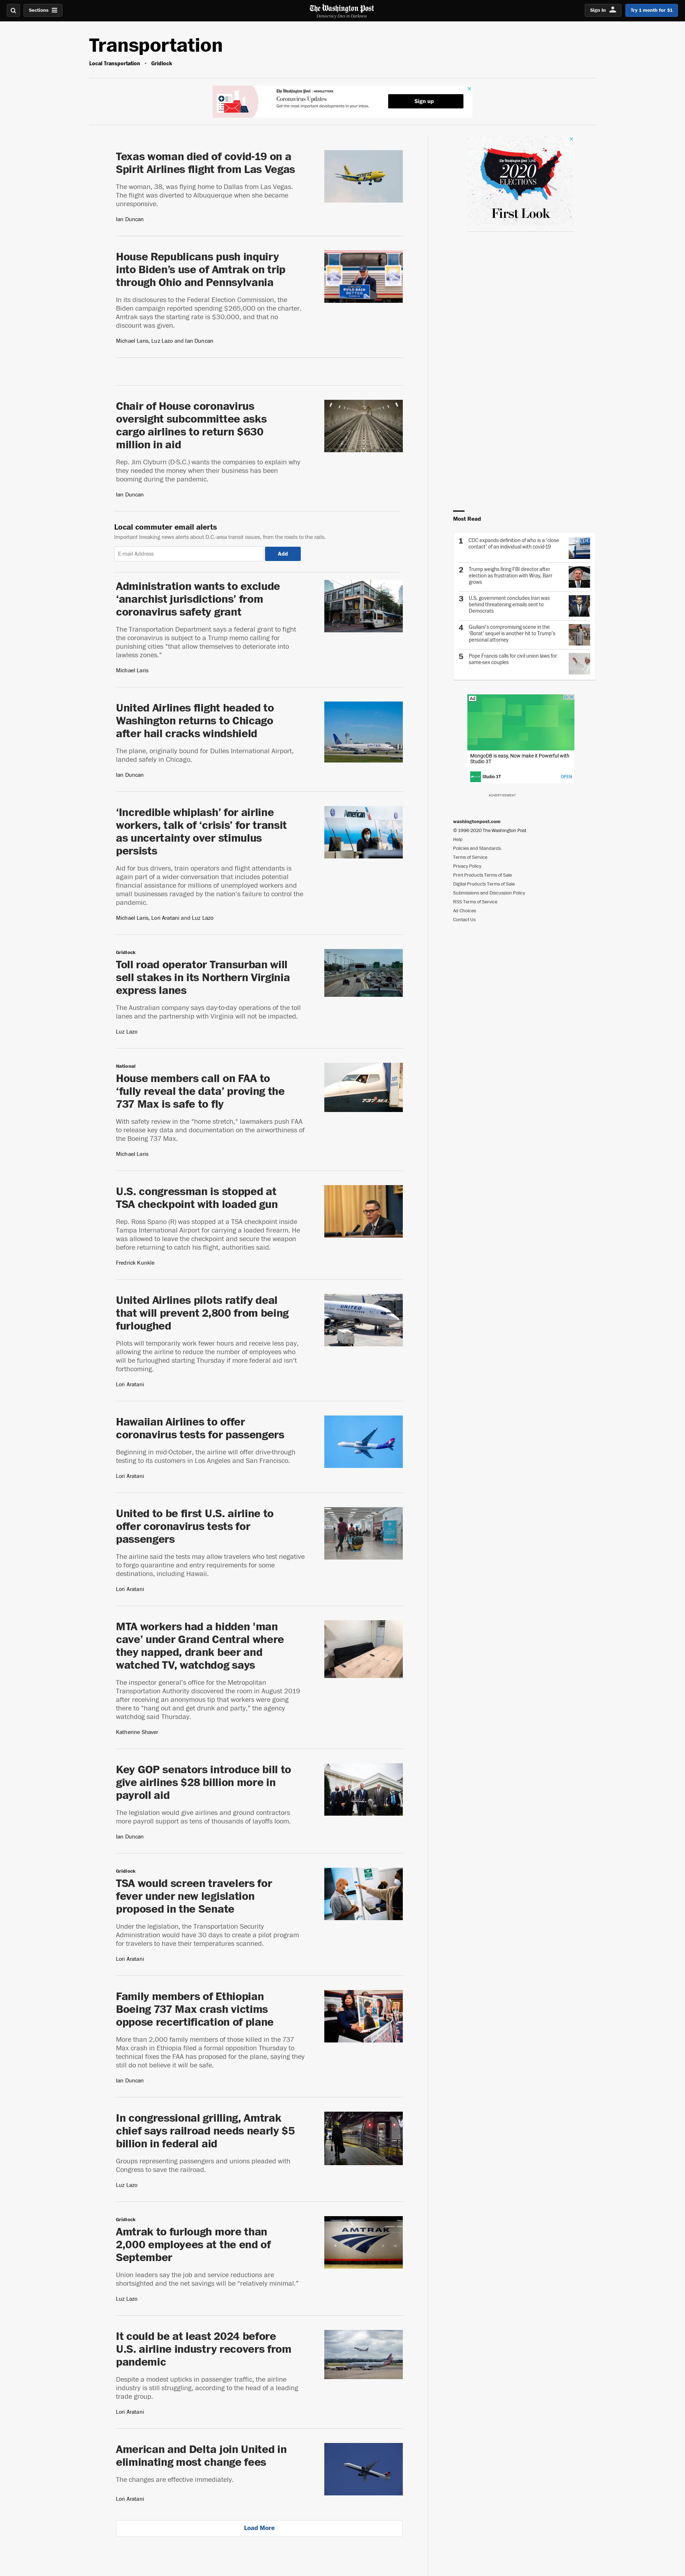 Sections
The Washington Post
Democracy Dies in Darkness
Sign In
Try 1 month for $1
Transportation
Local Transportation • Gridlock
The Washington Post • NEWSLETTERS
Coronavirus Updates
Get the most important developments in your inbox.
Sign up
Texas woman died of covid-19 on a
Spirit Airlines flight from Las Vegas
The woman, 38, was flying home to Dallas from Las Vegas.
The flight was diverted to Albuquerque when she became
unresponsive.
Ian Duncan
House Republicans push inquiry
into Biden’s use of Amtrak on trip
through Ohio and Pennsylvania
In its disclosures to the Federal Election Commission, the
Biden campaign reported spending $265,000 on the charter.
Amtrak says the starting rate is $30,000, and that no
discount was given.
Michael Laris, Luz Lazo and Ian Duncan
BUILD BACK
BETTER
Chair of House coronavirus
oversight subcommittee asks
cargo airlines to return $630
million in aid
Rep. Jim Clyburn (D-S.C.) wants the companies to explain why
they needed the money when their business has been
booming during the pandemic.
Ian Duncan
Local commuter email alerts
Important breaking news alerts about D.C.-area transit issues, from the roads to the rails.
E-mail Address
Add
Administration wants to exclude
‘anarchist jurisdictions’ from
coronavirus safety grant
The Transportation Department says a federal grant to fight
the coronavirus is subject to a Trump memo calling for
punishing cities "that allow themselves to deteriorate into
lawless zones."
Michael Laris
United Airlines flight headed to
Washington returns to Chicago
after hail cracks windshield
The plane, originally bound for Dulles International Airport,
landed safely in Chicago.
Ian Duncan
‘Incredible whiplash’ for airline
workers, talk of ‘crisis’ for transit
as uncertainty over stimulus
persists
Aid for bus drivers, train operators and flight attendants is
again part of a wider conversation that includes potential
financial assistance for millions of unemployed workers and
small businesses ravaged by the nation's failure to control the
pandemic.
Michael Laris, Lori Aratani and Luz Lazo
American
Gridlock
Toll road operator Transurban will
sell stakes in its Northern Virginia
express lanes
The Australian company says day-to-day operations of the toll
lanes and the partnership with Virginia will not be impacted.
Luz Lazo
National
House members call on FAA to
‘fully reveal the data’ proving the
737 Max is safe to fly
With safety review in the "home stretch," lawmakers push FAA
to release key data and documentation on the airworthiness of
the Boeing 737 Max.
Michael Laris
737 MAX
U.S. congressman is stopped at
TSA checkpoint with loaded gun
Rep. Ross Spano (R) was stopped at a TSA checkpoint inside
Tampa International Airport for carrying a loaded firearm. He
was allowed to leave the checkpoint and secure the weapon
before returning to catch his flight, authorities said.
Fredrick Kunkle
United Airlines pilots ratify deal
that will prevent 2,800 from being
furloughed
Pilots will temporarily work fewer hours and receive less pay,
allowing the airline to reduce the number of employees who
will be furloughed starting Thursday if more federal aid isn't
forthcoming.
Lori Aratani
UNITED
Hawaiian Airlines to offer
coronavirus tests for passengers
Beginning in mid-October, the airline will offer drive-through
testing to its customers in Los Angeles and San Francisco.
Lori Aratani
United to be first U.S. airline to
offer coronavirus tests for
passengers
The airline said the tests may allow travelers who test negative
to forgo quarantine and entry requirements for some
destinations, including Hawaii.
Lori Aratani
MTA workers had a hidden 'man
cave' under Grand Central where
they napped, drank beer and
watched TV, watchdog says
The inspector general's office for the Metropolitan
Transportation Authority discovered the room in August 2019
after receiving an anonymous tip that workers were going
there to "hang out and get drunk and party," the agency
watchdog said Thursday.
Katherine Shaver
Key GOP senators introduce bill to
give airlines $28 billion more in
payroll aid
The legislation would give airlines and ground contractors
more payroll support as tens of thousands of layoffs loom.
Ian Duncan
Gridlock
TSA would screen travelers for
fever under new legislation
proposed in the Senate
Under the legislation, the Transportation Security
Administration would have 30 days to create a pilot program
for travelers to have their temperatures scanned.
Lori Aratani
Family members of Ethiopian
Boeing 737 Max crash victims
oppose recertification of plane
More than 2,000 family members of those killed in the 737
Max crash in Ethiopia filed a formal opposition Thursday to
technical fixes the FAA has proposed for the plane, saying they
still do not believe it will be safe.
Ian Duncan
In congressional grilling, Amtrak
chief says railroad needs nearly $5
billion in federal aid
Groups representing passengers and unions pleaded with
Congress to save the railroad.
Luz Lazo
Gridlock
Amtrak to furlough more than
2,000 employees at the end of
September
Union leaders say the job and service reductions are
shortsighted and the net savings will be "relatively minimal."
Luz Lazo
AMTRAK
It could be at least 2024 before
U.S. airline industry recovers from
pandemic
Despite a modest upticks in passenger traffic, the airline
industry is still struggling, according to the head of a leading
trade group.
Lori Aratani
American and Delta join United in
eliminating most change fees
The changes are effective immediately.
Lori Aratani
Load More
The Washington Post
2020
ELECTIONS
First Look
Most Read
1 CDC expands definition of who is a ‘close
contact’ of an individual with covid-19
2 Trump weighs firing FBI director after
election as frustration with Wray, Barr
grows
3 U.S. government concludes Iran was
behind threatening emails sent to
Democrats
4 Giuliani’s compromising scene in the
‘Borat’ sequel is another hit to Trump’s
personal attorney
5 Pope Francis calls for civil union laws for
same-sex couples
Ad
MongoDB is easy, Now make it Powerful with
Studio 3T
Studio 3T
OPEN
ADVERTISEMENT
washingtonpost.com
© 1996-2020 The Washington Post
Help
Policies and Standards
Terms of Service
Privacy Policy
Print Products Terms of Sale
Digital Products Terms of Sale
Submissions and Discussion Policy
RSS Terms of Service
Ad Choices
Contact Us